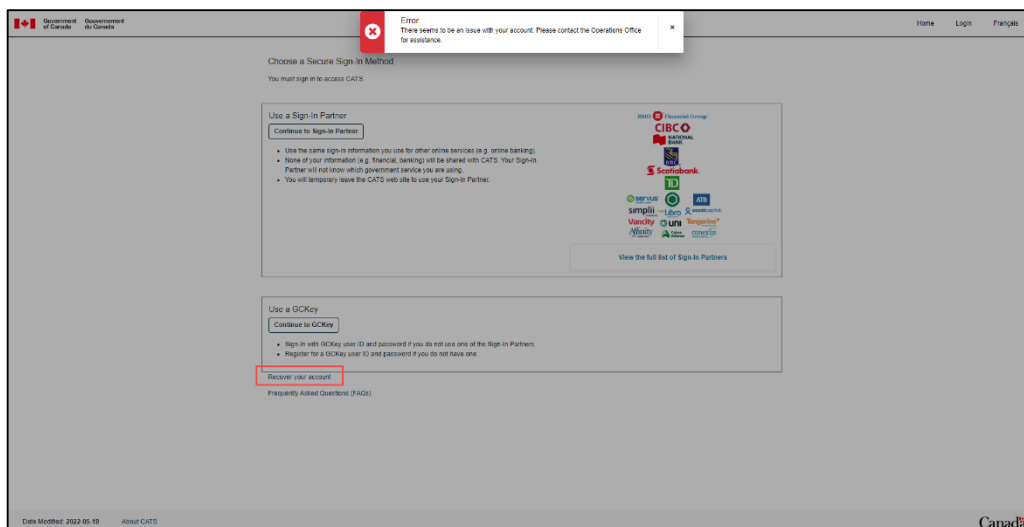 Government of Canada
Gouvernement du Canada
Error
There seems to be an issue with your account. Please contact the Operations Office
for assistance.
×
Home Login Français
Choose a Secure Sign-In Method
You must sign in to access CATS.
Use a Sign-In Partner
Continue to Sign-In Partner
Use the same sign-in information you use for other online services (e.g. online banking).
None of your information (e.g. financial, banking) will be shared with CATS. Your Sign-In
Partner will not know which government service you are using.
You will temporary leave the CATS web site to use your Sign-In Partner.
BMO Financial Group
CIBC
NATIONAL
BANK
RBC
Scotiabank
TD
servus ATB
simplii Libro
Vancity UNI Tangerine
Affinity conexus
View the full list of Sign-In Partners
Use a GCKey
Continue to GCKey
Sign-in with GCKey user ID and password if you do not use one of the Sign-In Partners.
Register for a GCKey user ID and password if you do not have one.
Recover your account
Frequently Asked Questions (FAQs)
Date Modified: 2022-05-19 About CATS
Canada